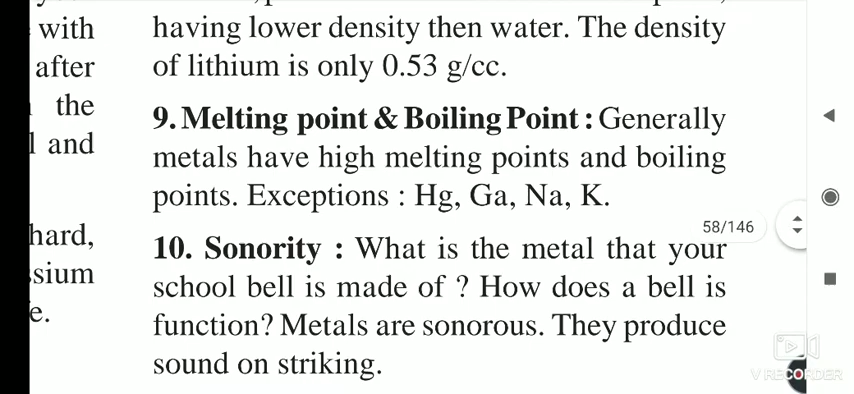 with
after
the
l and
hard,
ssium
e.
having lower density then water. The density
of lithium is only 0.53 g/cc.
9. Melting point & Boiling Point : Generally
metals have high melting points and boiling
points. Exceptions : Hg, Ga, Na, K.
10. Sonority : What is the metal that your
school bell is made of ? How does a bell is
function? Metals are sonorous. They produce
sound on striking.
58/146
V RECORDER